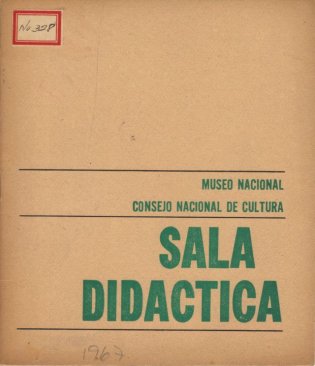 No. 328
MUSEO NACIONAL
CONSEJO NACIONAL DE CULTURA
SALA
DIDACTICA
1967